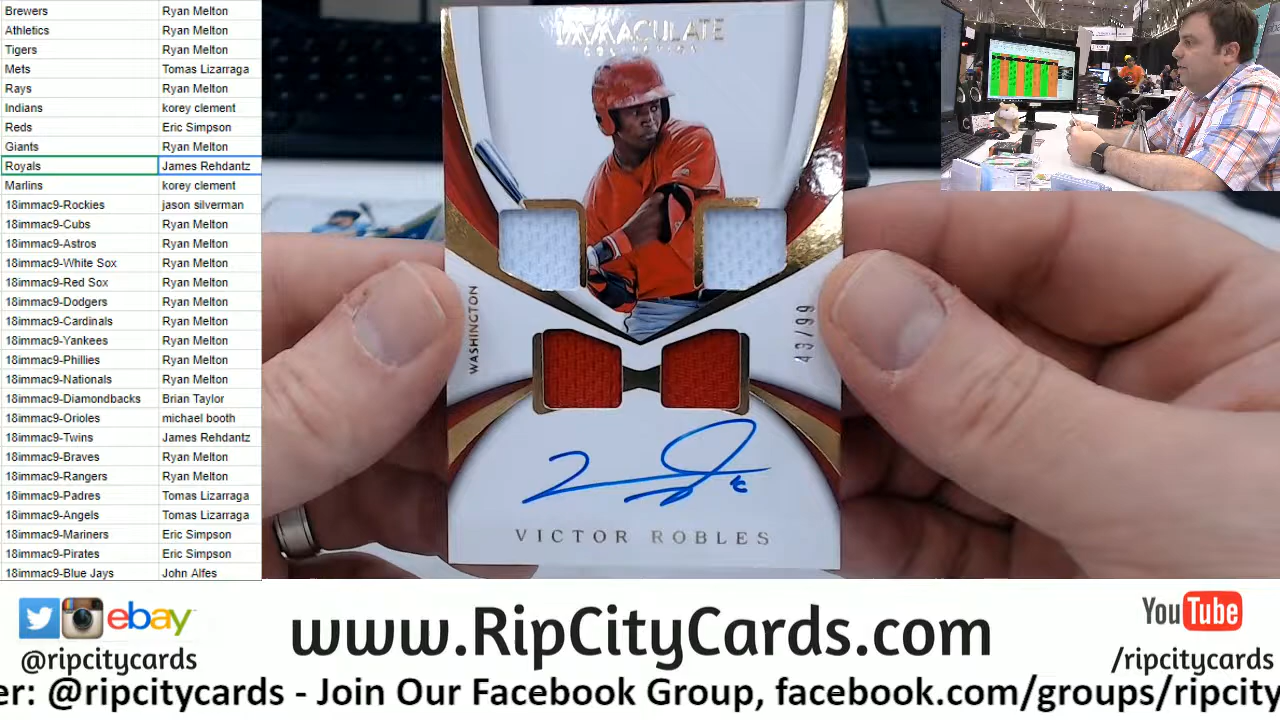 Brewers Ryan Melton
Athletics Ryan Melton
Tigers Ryan Melton
Mets Tomas Lizarraga
Rays Ryan Melton
Indians korey clement
Reds Eric Simpson
Giants Ryan Melton
Royals James Rehdantz
Marlins korey clement
18immac9-Rockies jason silverman
18immac9-Cubs Ryan Melton
18immac9-Astros Ryan Melton
18immac9-White Sox Ryan Melton
18immac9-Red Sox Ryan Melton
18immac9-Dodgers Ryan Melton
18immac9-Cardinals Ryan Melton
18immac9-Yankees Ryan Melton
18immac9-Phillies Ryan Melton
18immac9-Nationals Ryan Melton
18immac9-Diamondbacks Brian Taylor
18immac9-Orioles michael booth
18immac9-Twins James Rehdantz
18immac9-Braves Ryan Melton
18immac9-Rangers Ryan Melton
18immac9-Padres Tomas Lizarraga
18immac9-Angels Tomas Lizarraga
18immac9-Mariners Eric Simpson
18immac9-Pirates Eric Simpson
18immac9-Blue Jays John Alfes
IMMACULATE
COLLECTION
WASHINGTON
43/99
VICTOR ROBLES
ebay
@ripcitycards
www.RipCityCards.com
YouTube
/ripcitycards
er: @ripcitycards - Join Our Facebook Group, facebook.com/groups/ripcity